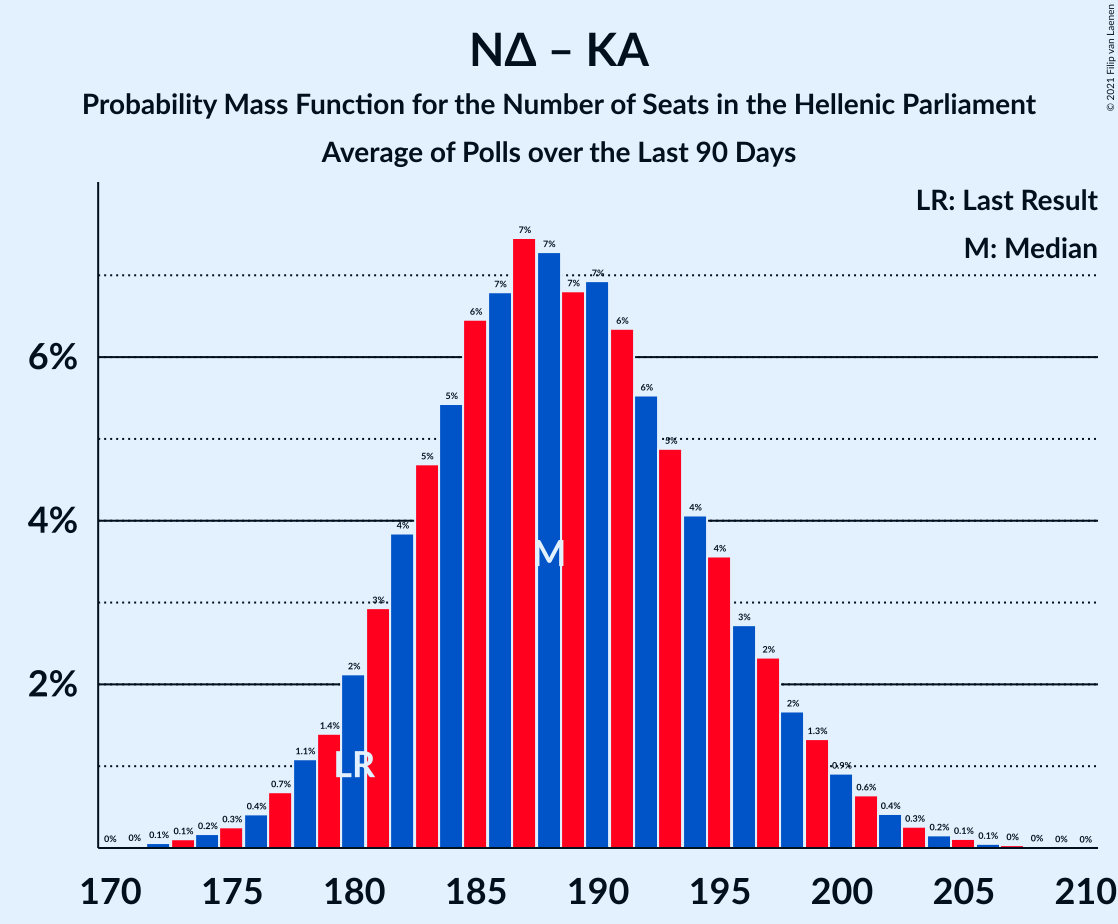 ΝΔ – ΚΑ
Probability Mass Function for the Number of Seats in the Hellenic Parliament
Average of Polls over the Last 90 Days
© 2021 Filip van Laenen
LR: Last Result
M: Median
6%
4%
2%
0% 0% 0.1% 0.1% 0.2% 0.3% 0.4% 0.7% 1.1% 1.4% 2% 3% 4% 5% 5% 6% 7% 7% 7% 7% 7% 6% 6% 5% 4% 4% 3% 2% 2% 1.3% 0.9% 0.6% 0.4% 0.3% 0.2% 0.1% 0.1% 0% 0% 0% 0%
M
LR
170 175 180 185 190 195 200 205 210